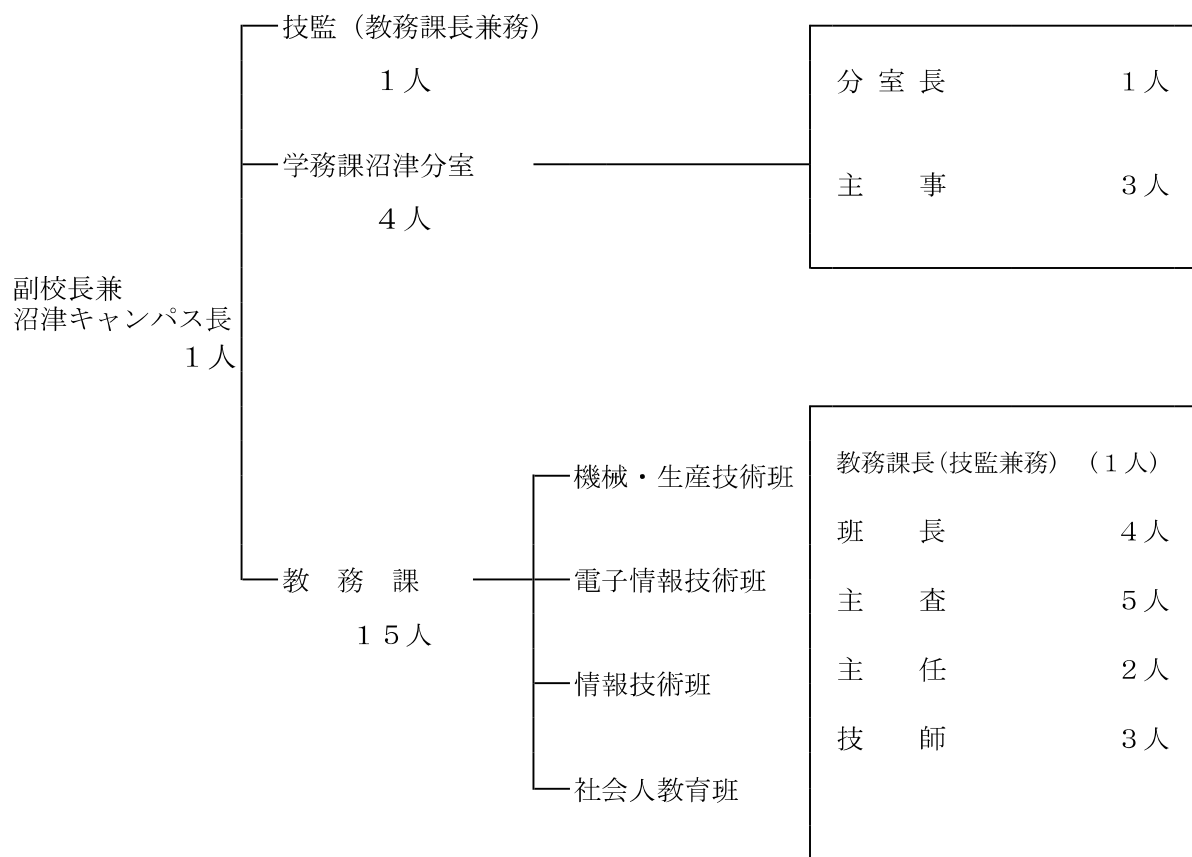 技監（教務課長兼務）
１人
分 室 長　１人
学務課沼津分室
４人
主　事　３人
副校長兼
沼津キャンパス長
１人
教務課長(技監兼務)　（１人）
機械・生産技術班
班　長　４人
教　務　課
１５人
電子情報技術班
主　査　５人
主　任　２人
情報技術班
技　師　３人
社会人教育班